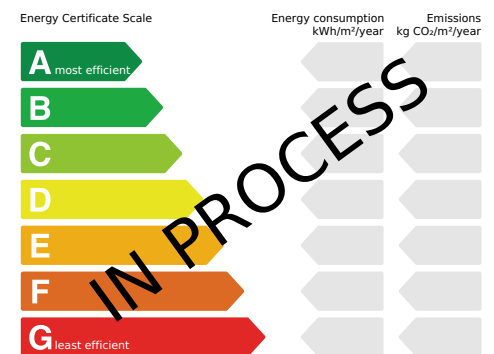 Energy Certificate Scale
Energy consumption
kWh/m²/year
Emissions
kg CO₂/m²/year
A most efficient
B
C
D
E
F
G least efficient
IN PROCESS